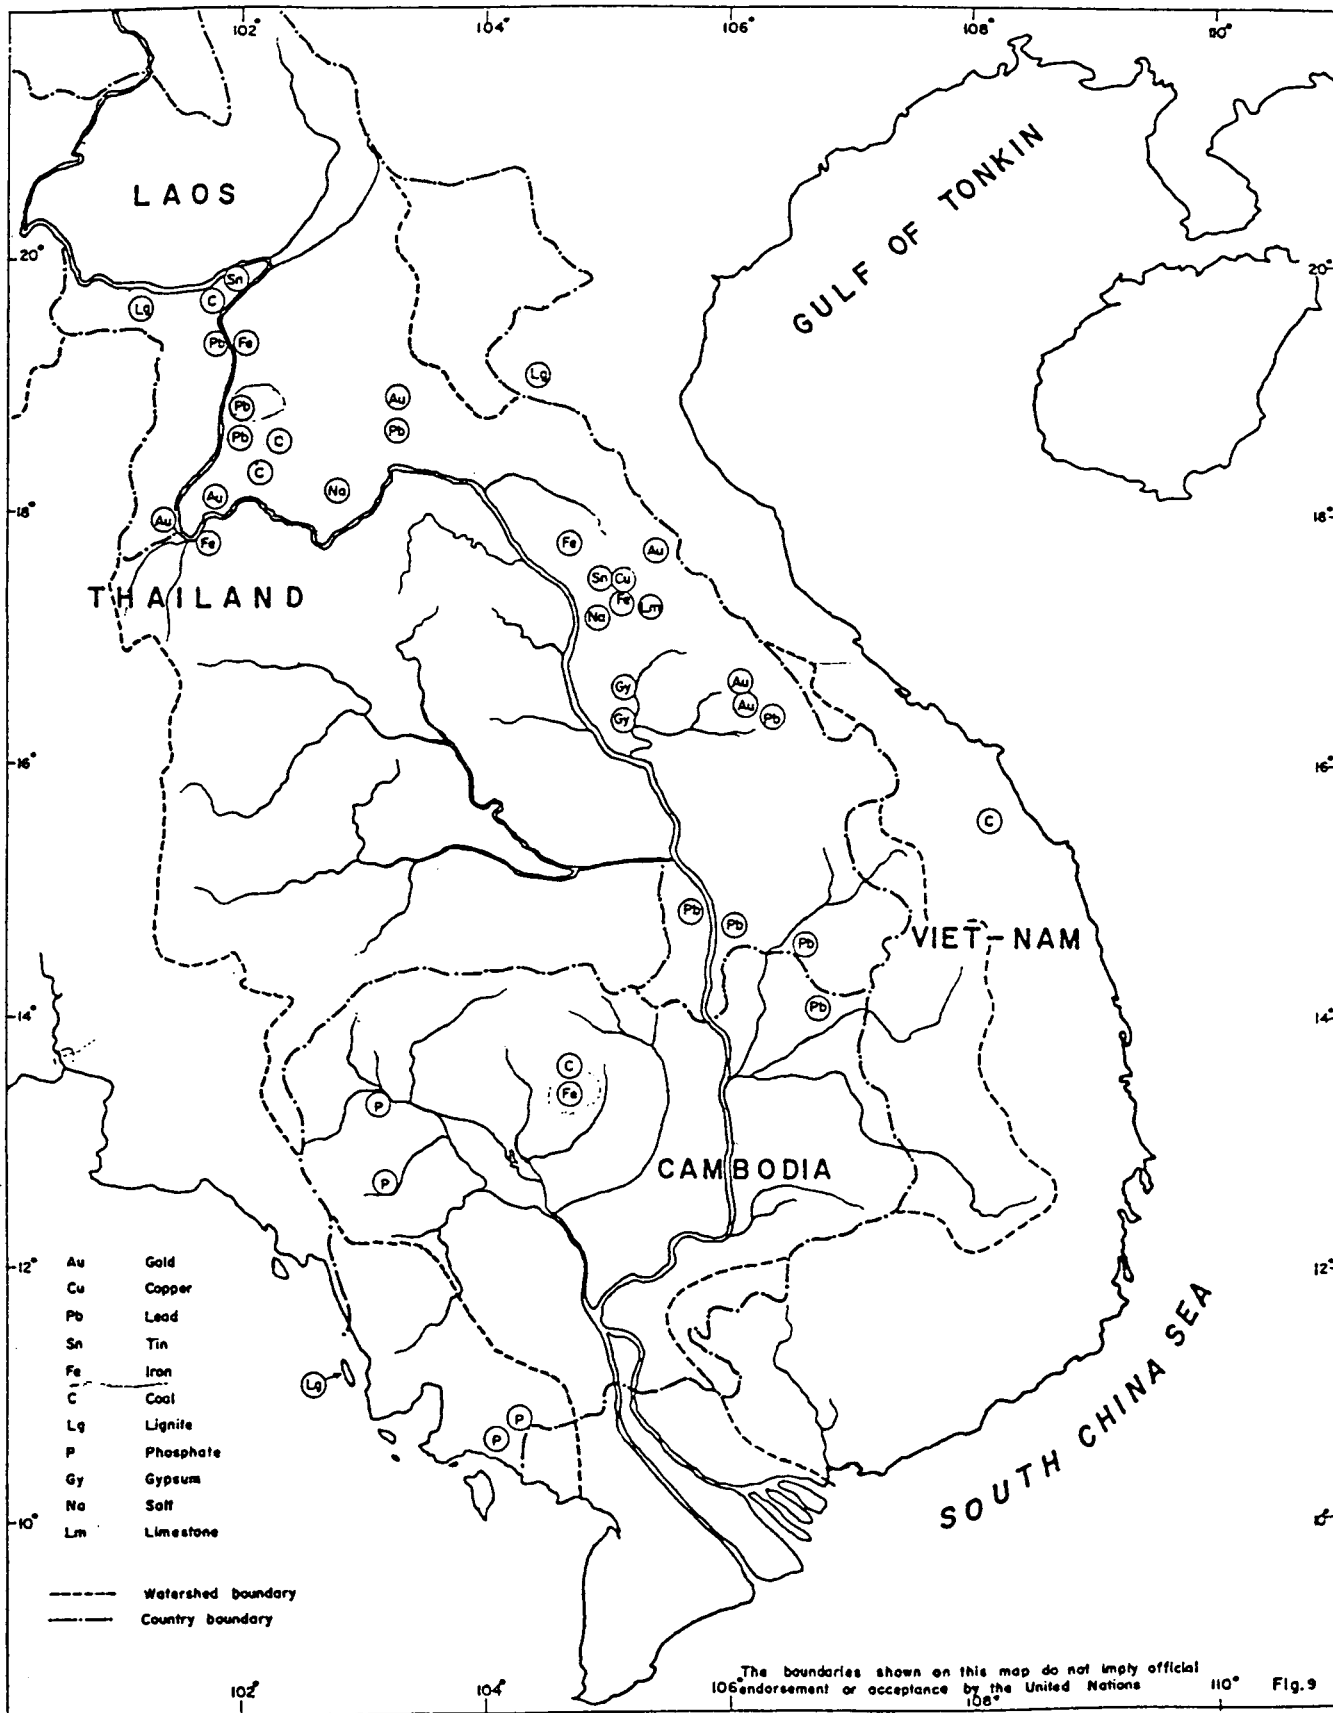 102° 104° 106° 108° 110°
LAOS
GULF OF TONKIN
20° 20°
Sn
C
Lg
Pb Fe
Lg
Au
Pb
Pb
Pb C
C
Na
Au
18° 18°
Au
Fe
Fe Au
THAILAND
Sn Cu
Fe Lm
Na
Au
Gy
Au
Gy Pb
16° 16°
C
Pb
Pb
VIET-NAM
Pb
Pb
14° 14°
C
Fe
P
CAMBODIA
P
12° 12°
Au Gold
Cu Copper
Pb Lead
Sn Tin
Fe Iron
C Coal
Lg Lignite
P Phosphate
Gy Gypsum
Na Salt
Lm Limestone
Lg
P
P
SOUTH CHINA SEA
10° 10°
Watershed boundary
Country boundary
The boundaries shown on this map do not imply official
endorsement or acceptance by the United Nations
102° 104° 106° 108° 110° Fig.9